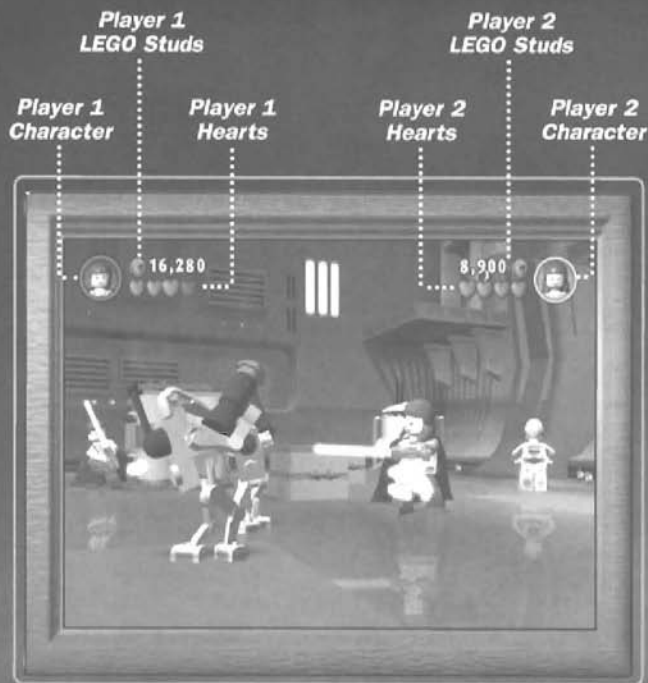 Player 1
LEGO Studs
Player 2
LEGO Studs
Player 1
Character
Player 1
Hearts
Player 2
Hearts
Player 2
Character
16,280
8,900